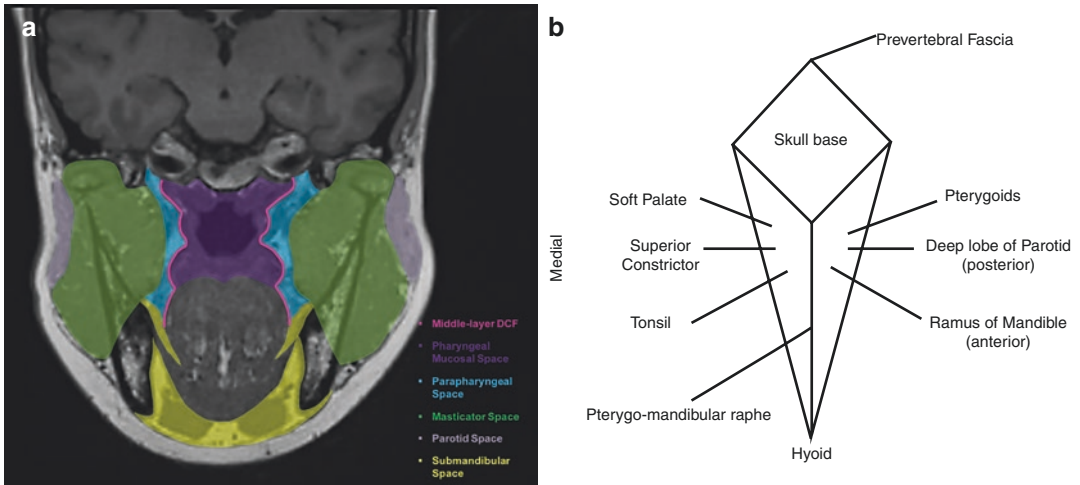 a
Middle-layer DCF
Pharyngeal
Mucosal Space
Parapharyngeal
Space
Masticator Space
Parotid Space
Submandibular
Space
b
Prevertebral Fascia
Skull base
Soft Palate
Pterygoids
Superior
Constrictor
Deep lobe of Parotid
(posterior)
Medial
Tonsil
Ramus of Mandible
(anterior)
Pterygo-mandibular raphe
Hyoid